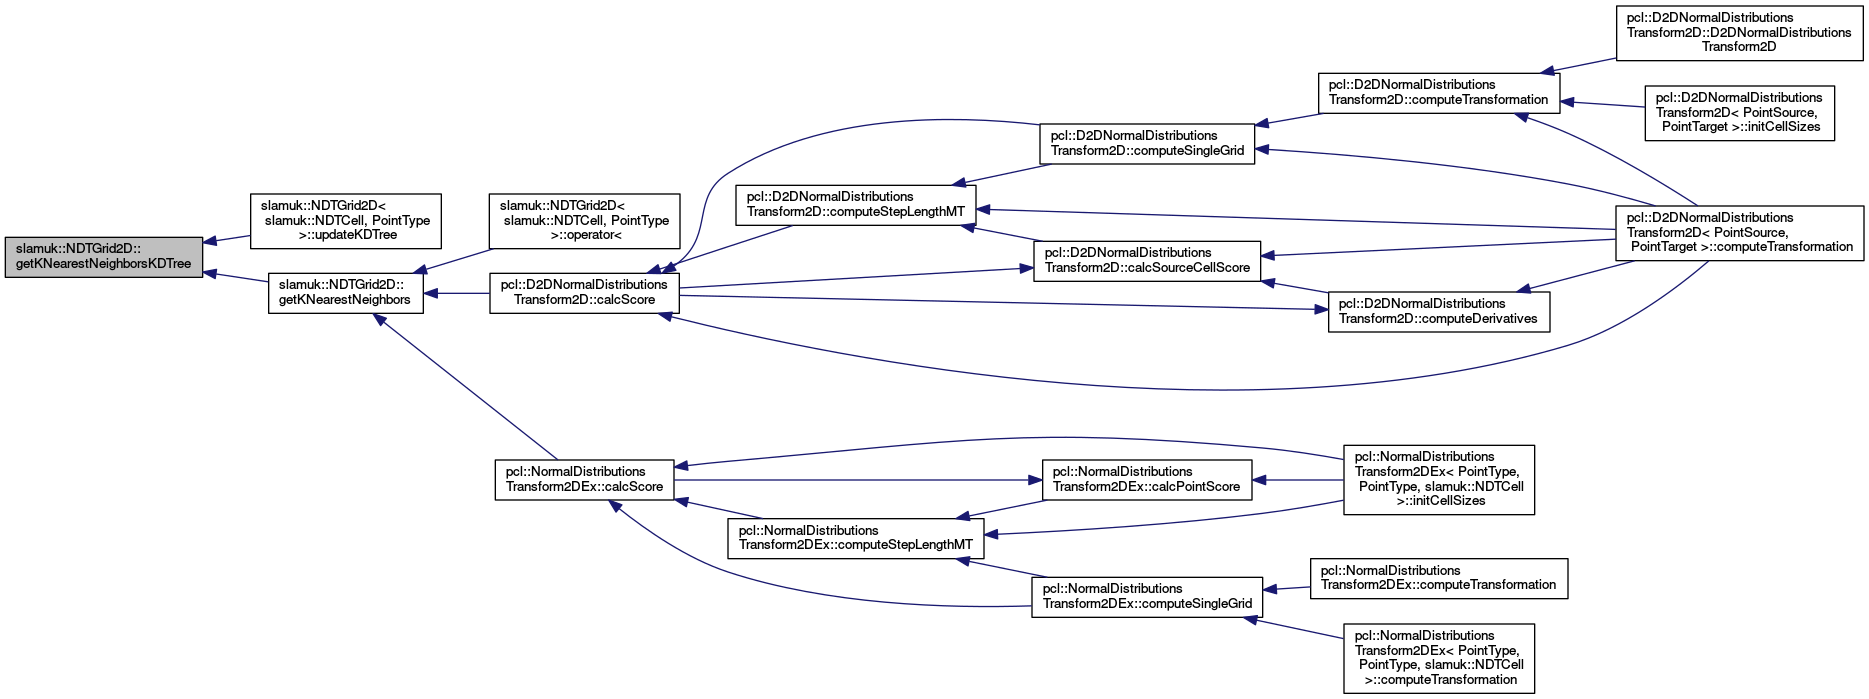 slamuk::NDTGrid2D::
getKNearestNeighborsKDTree
slamuk::NDTGrid2D<
slamuk::NDTCell, PointType
>::updateKDTree
slamuk::NDTGrid2D::
getKNearestNeighbors
slamuk::NDTGrid2D<
slamuk::NDTCell, PointType
>::operator<
pcl::D2DNormalDistributions
Transform2D::calcScore
pcl::NormalDistributions
Transform2DEx::calcScore
pcl::D2DNormalDistributions
Transform2D::computeStepLengthMT
pcl::NormalDistributions
Transform2DEx::computeStepLengthMT
pcl::D2DNormalDistributions
Transform2D::computeSingleGrid
pcl::D2DNormalDistributions
Transform2D::calcSourceCellScore
pcl::NormalDistributions
Transform2DEx::calcPointScore
pcl::NormalDistributions
Transform2DEx::computeSingleGrid
pcl::D2DNormalDistributions
Transform2D::computeTransformation
pcl::D2DNormalDistributions
Transform2D::computeDerivatives
pcl::NormalDistributions
Transform2DEx< PointType,
PointType, slamuk::NDTCell
>::initCellSizes
pcl::NormalDistributions
Transform2DEx::computeTransformation
pcl::NormalDistributions
Transform2DEx< PointType,
PointType, slamuk::NDTCell
>::computeTransformation
pcl::D2DNormalDistributions
Transform2D::D2DNormalDistributions
Transform2D
pcl::D2DNormalDistributions
Transform2D< PointSource,
PointTarget >::initCellSizes
pcl::D2DNormalDistributions
Transform2D< PointSource,
PointTarget >::computeTransformation